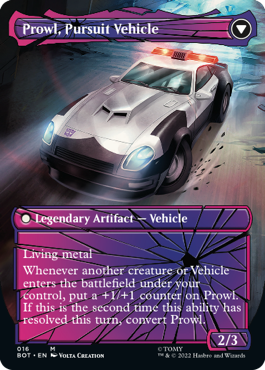 Prowl, Pursuit Vehicle
Legendary Artifact — Vehicle
Living metal
Whenever another creature or Vehicle
enters the battlefield under your
control, put a +1/+1 counter on Prowl.
If this is the second time this ability has
resolved this turn, convert Prowl.
2/3
016 M
BOT • EN VOLTA CREATION
© TOMY
™ & © 2022 Hasbro and Wizards